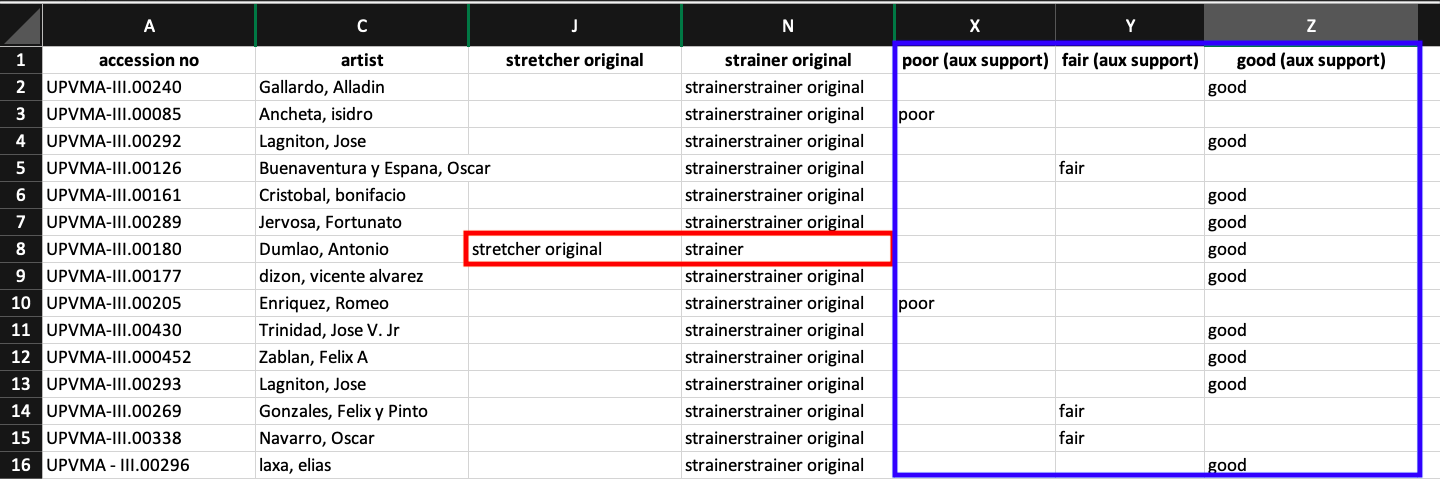 A C J N X Y Z
1 accession no artist stretcher original strainer original poor (aux support) fair (aux support) good (aux support)
2 UPVMA-III.00240 Gallardo, Alladin strainerstrainer original good
3 UPVMA-III.00085 Ancheta, isidro strainerstrainer original poor
4 UPVMA-III.00292 Lagniton, Jose strainerstrainer original good
5 UPVMA-III.00126 Buenaventura y Espana, Oscar strainerstrainer original fair
6 UPVMA-III.00161 Cristobal, bonifacio strainerstrainer original good
7 UPVMA-III.00289 Jervosa, Fortunato strainerstrainer original good
8 UPVMA-III.00180 Dumlao, Antonio stretcher original strainer good
9 UPVMA-III.00177 dizon, vicente alvarez strainerstrainer original good
10 UPVMA-III.00205 Enriquez, Romeo strainerstrainer original poor
11 UPVMA-III.00430 Trinidad, Jose V. Jr strainerstrainer original good
12 UPVMA-III.000452 Zablan, Felix A strainerstrainer original good
13 UPVMA-III.00293 Lagniton, Jose strainerstrainer original good
14 UPVMA-III.00269 Gonzales, Felix y Pinto strainerstrainer original fair
15 UPVMA-III.00338 Navarro, Oscar strainerstrainer original fair
16 UPVMA - III.00296 laxa, elias strainerstrainer original good